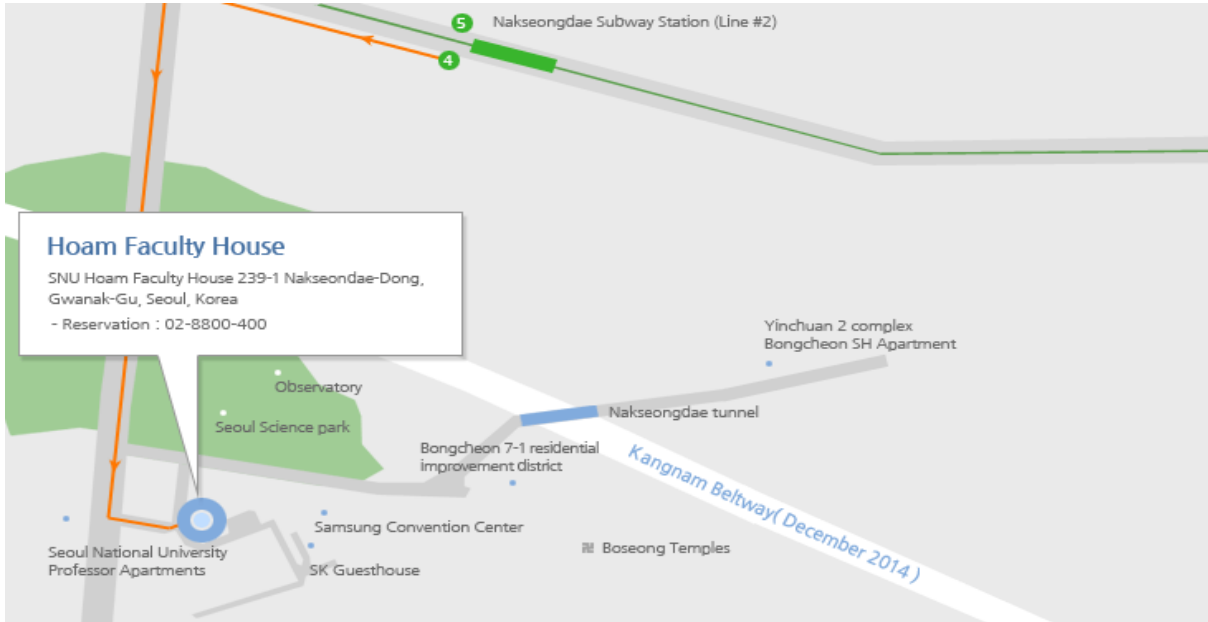 5 Nakseongdae Subway Station (Line #2)
4
Hoam Faculty House
SNU Hoam Faculty House 239-1 Nakseondae-Dong,
Gwanak-Gu, Seoul, Korea
- Reservation : 02-8800-400
Yinchuan 2 complex
Bongcheon SH Apartment
Observatory
Nakseongdae tunnel
Seoul Science park
Bongcheon 7-1 residential
improvement district
Kangnam Beltway( December 2014 )
Samsung Convention Center
Seoul National University
Professor Apartments
卍 Boseong Temples
SK Guesthouse